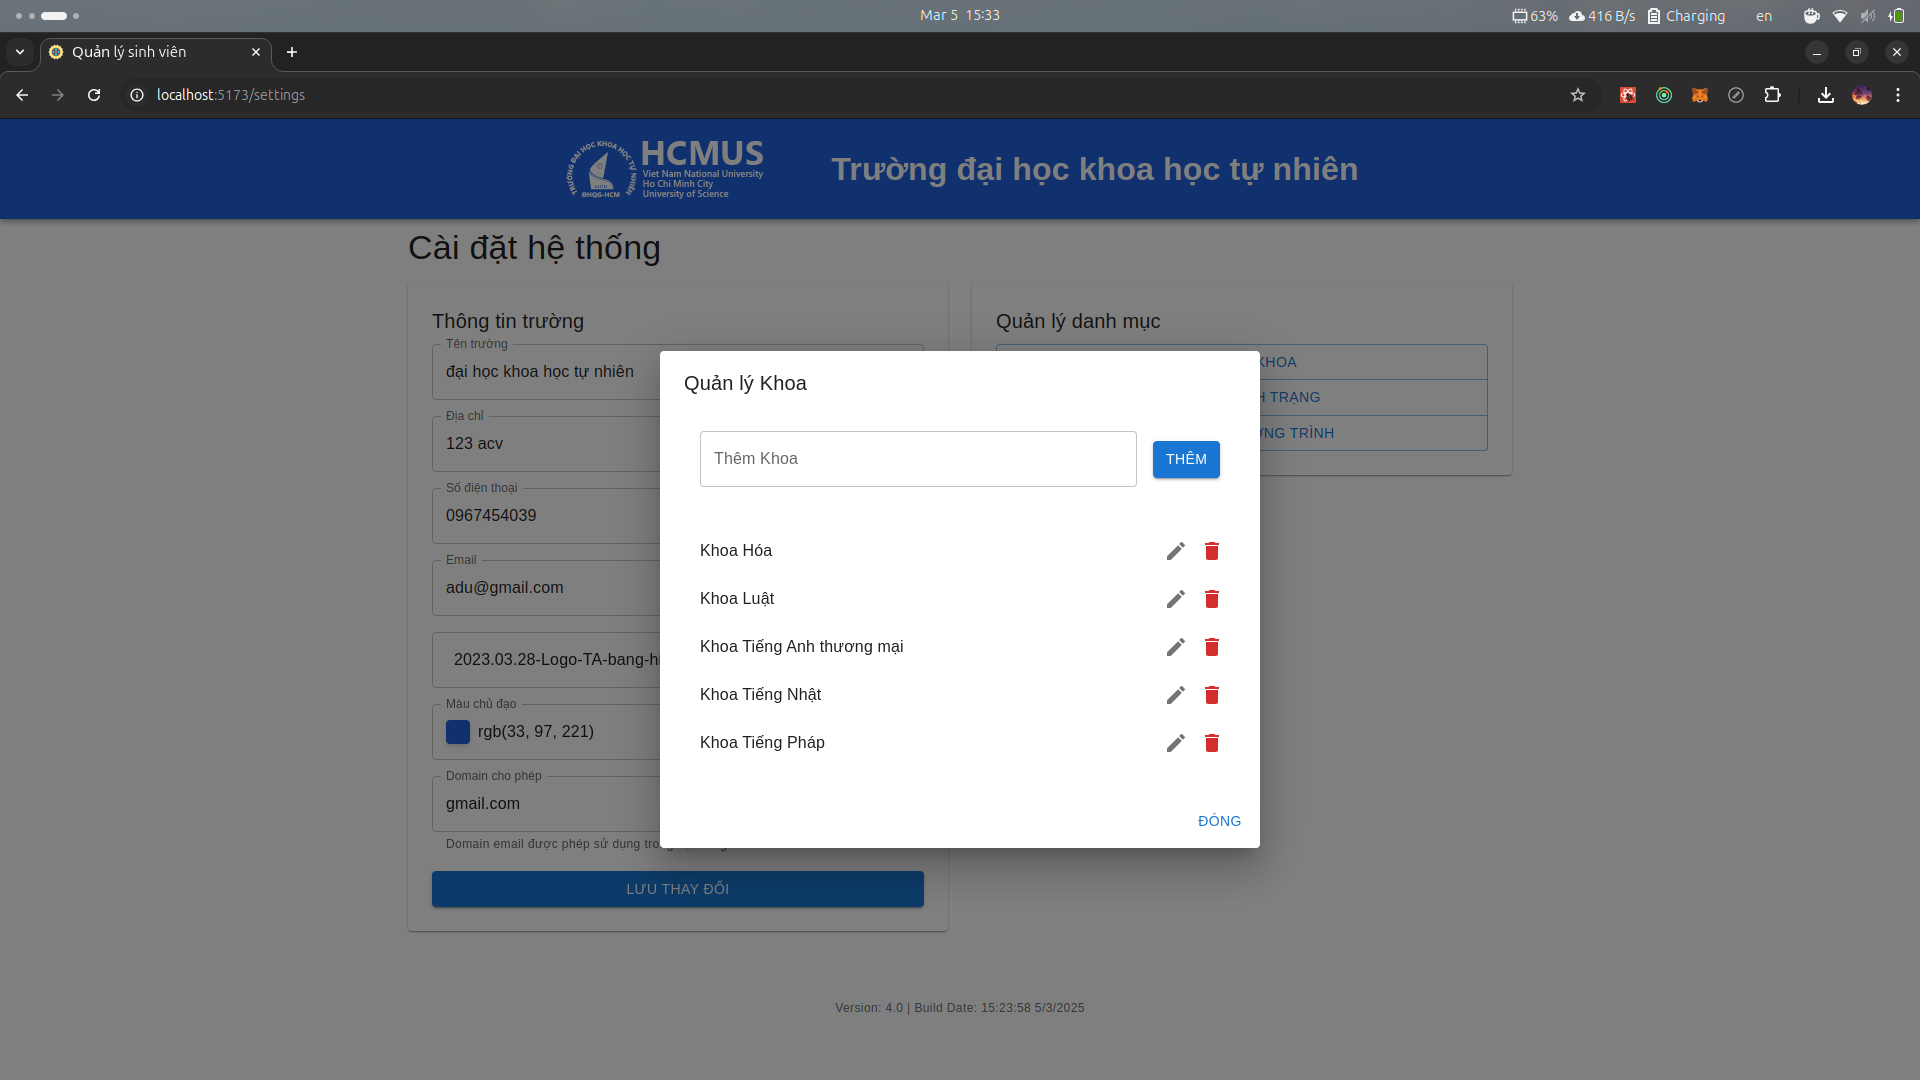 Mar 5 15:33
63%
416 B/s
Charging
en
Quản lý sinh viên
localhost:5173/settings
TRƯỜNG ĐẠI HỌC KHOA HỌC TỰ NHIÊN
ĐHQG-HCM
HCMUS
Viet Nam National University
Ho Chi Minh City
University of Science
Trường đại học khoa học tự nhiên
Cài đặt hệ thống
Thông tin trường
Tên trường
đại học khoa học tự nhiên
Địa chỉ
123 acv
Số điện thoại
0967454039
Email
adu@gmail.com
2023.03.28-Logo-TA-bang-hi
Màu chủ đạo
rgb(33, 97, 221)
Domain cho phép
gmail.com
Domain email được phép sử dụng
LƯU THAY ĐỔI
Quản lý danh mục
KHOA
TRẠNG
TRÌNH
Quản lý Khoa
Thêm Khoa
THÊM
Khoa Hóa
Khoa Luật
Khoa Tiếng Anh thương mại
Khoa Tiếng Nhật
Khoa Tiếng Pháp
ĐÓNG
Version: 4.0 | Build Date: 15:23:58 5/3/2025